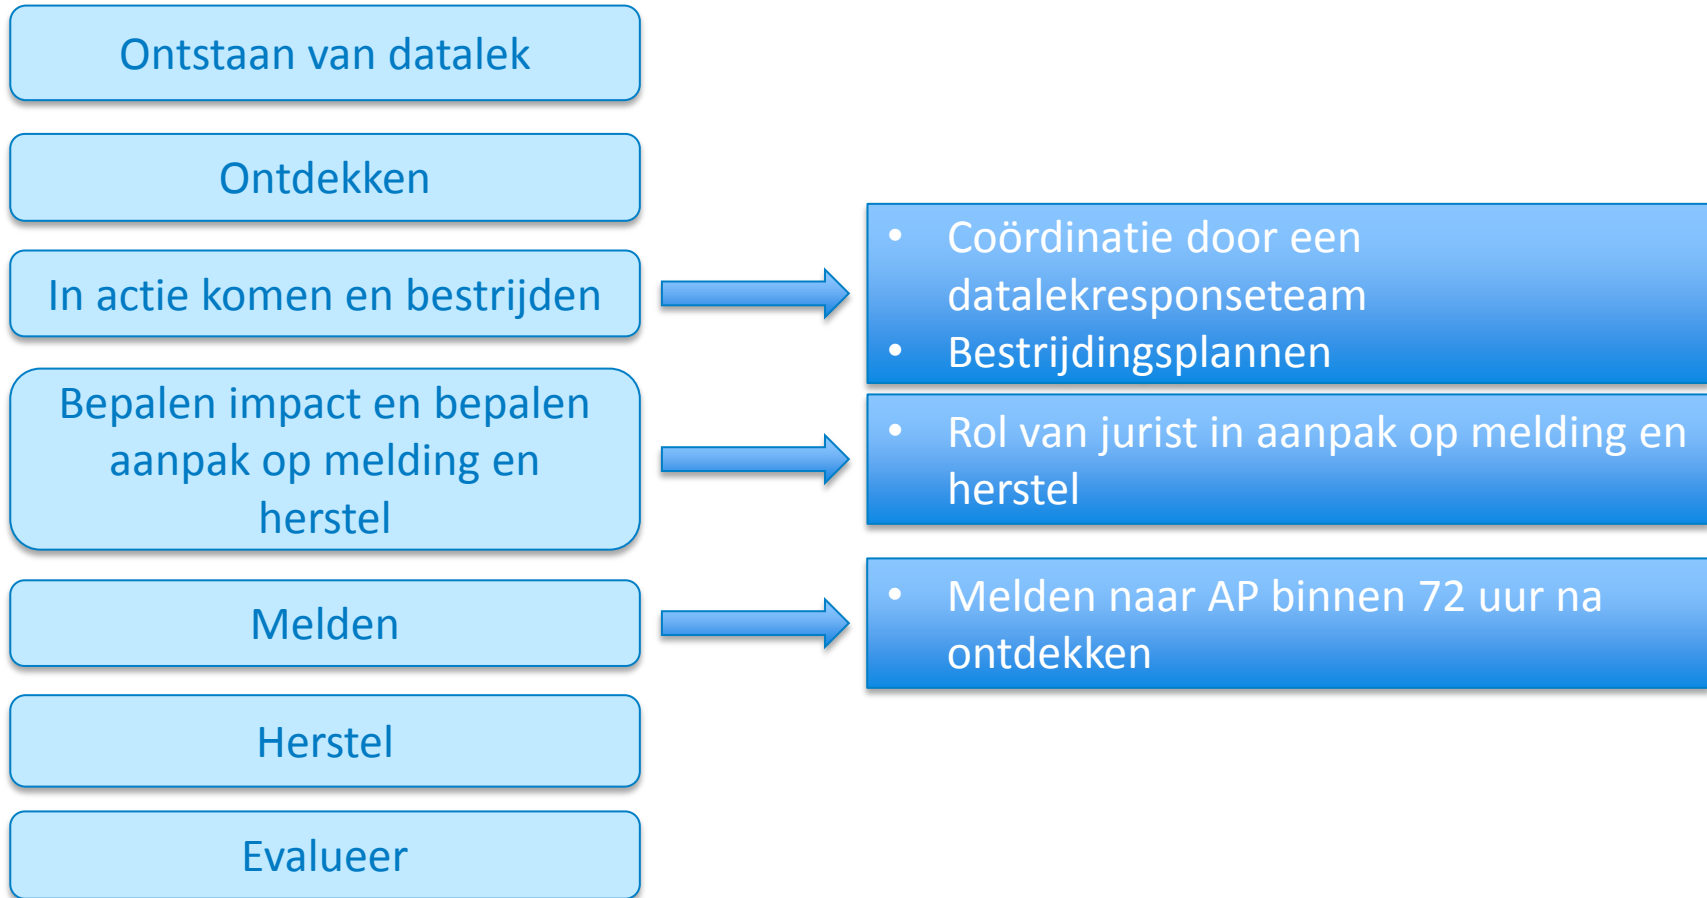 Ontstaan van datalek
Ontdekken
In actie komen en bestrijden
• Coördinatie door een
datalekresponseteam
• Bestrijdingsplannen
Bepalen impact en bepalen
aanpak op melding en
herstel
• Rol van jurist in aanpak op melding en
herstel
Melden
• Melden naar AP binnen 72 uur na
ontdekken
Herstel
Evalueer